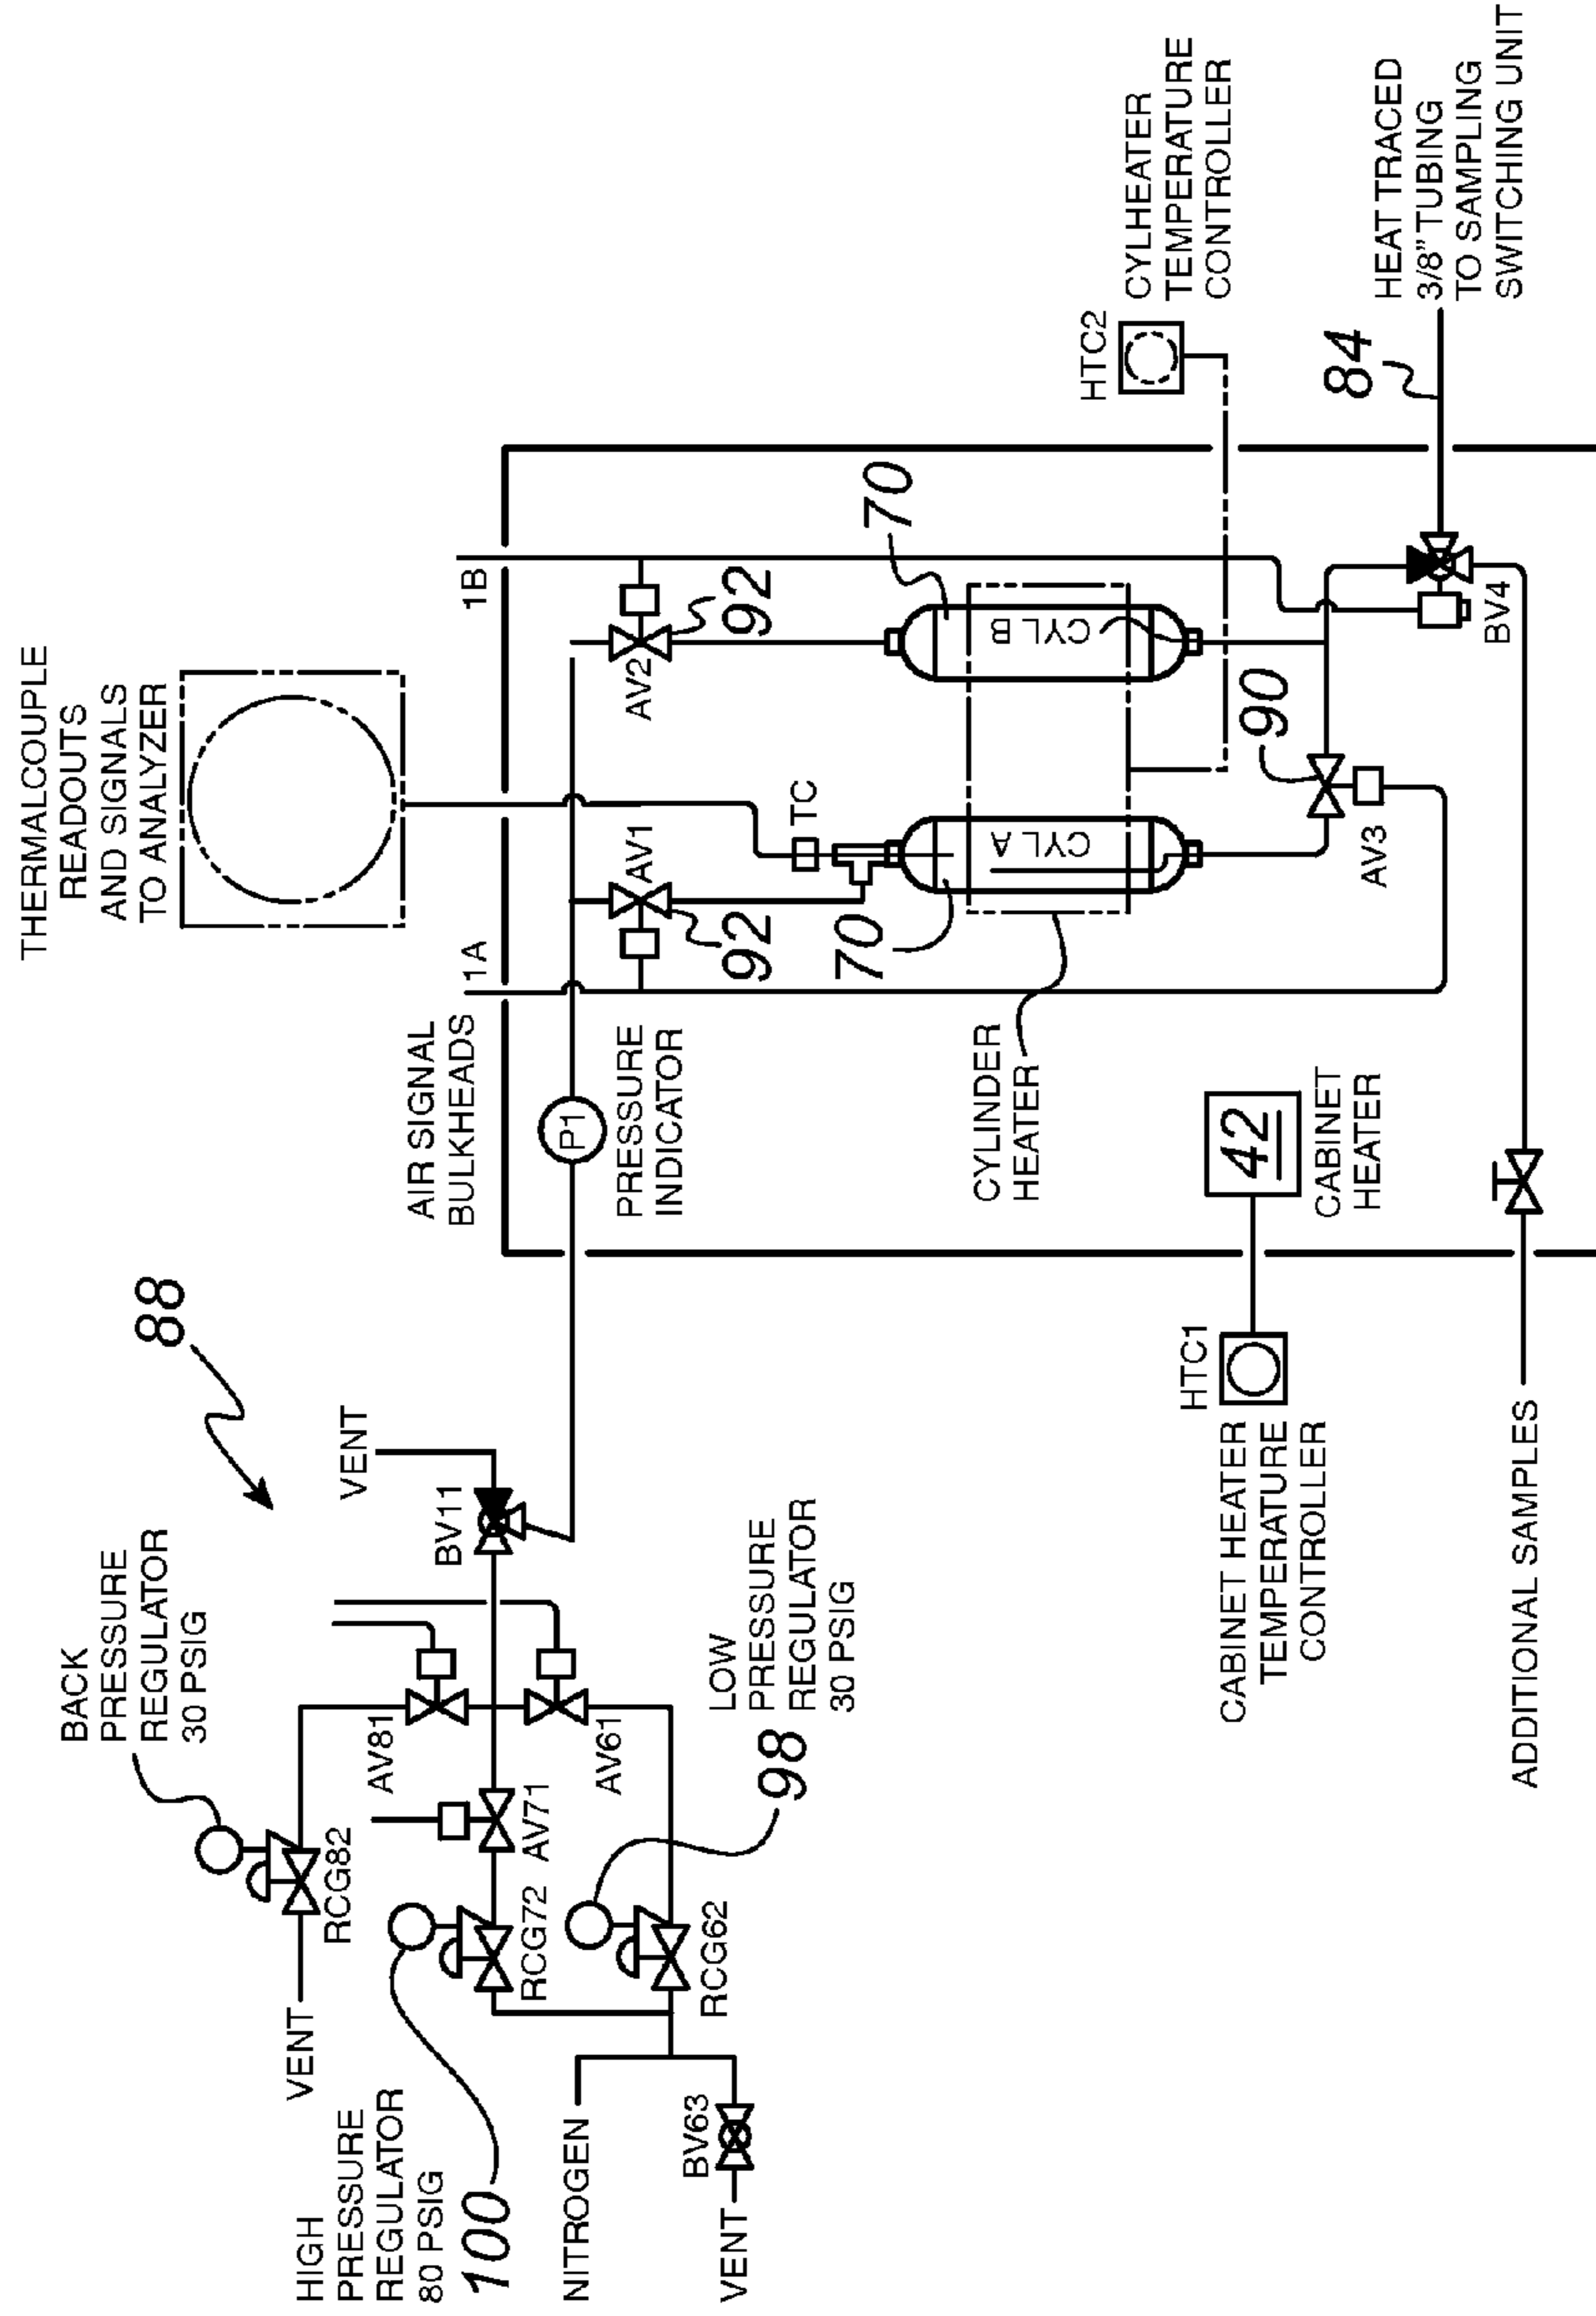 88
BACK
PRESSURE
REGULATOR
30 PSIG
VENT
RCG82
AV81
VENT
BV11
HIGH
PRESSURE
REGULATOR
80 PSIG
100
RCG72
AV71
AV61
NITROGEN
RCG62
98
LOW
PRESSURE
REGULATOR
30 PSIG
BV63
VENT
THERMALCOUPLE
READOUTS
AND SIGNALS
TO ANALYZER
AIR SIGNAL
BULKHEADS
1A
1B
P1
PRESSURE
INDICATOR
AV1
92
TC
AV2
92
70
70
CYL A
CYL B
CYLINDER
HEATER
HTC2
CYLHEATER
TEMPERATURE
CONTROLLER
HTC1
CABINET HEATER
TEMPERATURE
CONTROLLER
42
CABINET
HEATER
90
AV3
84
HEAT TRACED
3/8" TUBING
TO SAMPLING
SWITCHING UNIT
BV4
ADDITIONAL SAMPLES